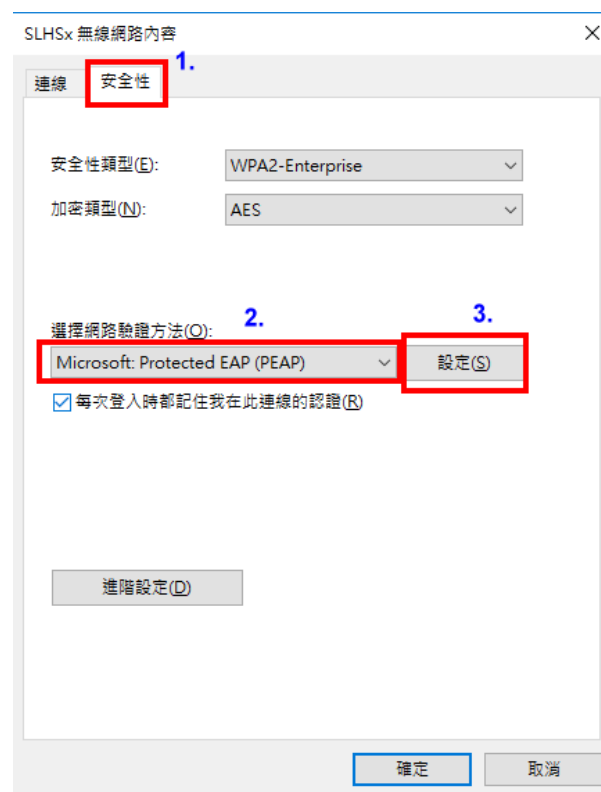 SLHSx 無線網路內容
1.
連線 安全性
安全性類型(E): WPA2-Enterprise
加密類型(N): AES
選擇網路驗證方法(O): 2. 3.
Microsoft: Protected EAP (PEAP) 設定(S)
每次登入時都記住我在此連線的認證(R)
進階設定(D)
確定 取消